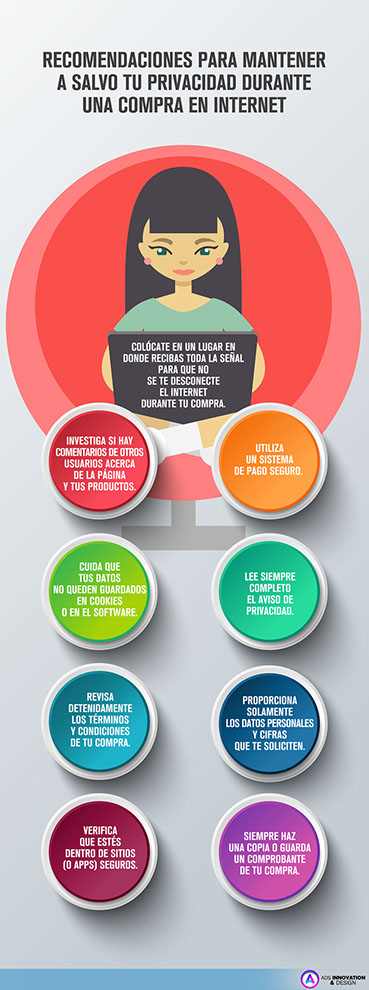 RECOMENDACIONES PARA MANTENER
A SALVO TU PRIVACIDAD DURANTE
UNA COMPRA EN INTERNET
COLÓCATE EN UN LUGAR EN
DONDE RECIBAS TODA LA SEÑAL
PARA QUE NO
SE TE DESCONECTE
EL INTERNET
DURANTE TU COMPRA.
INVESTIGA SI HAY
COMENTARIOS DE OTROS
USUARIOS ACERCA
DE LA PÁGINA
Y TUS PRODUCTOS.
UTILIZA
UN SISTEMA
DE PAGO SEGURO.
CUIDA QUE
TUS DATOS
NO QUEDEN GUARDADOS
EN COOKIES
O EN EL SOFTWARE.
LEE SIEMPRE
COMPLETO
EL AVISO DE
PRIVACIDAD.
REVISA
DETENIDAMENTE
LOS TÉRMINOS
Y CONDICIONES
DE TU COMPRA.
PROPORCIONA
SOLAMENTE
LOS DATOS PERSONALES
Y CIFRAS
QUE TE SOLICITEN.
VERIFICA
QUE ESTÉS
DENTRO DE SITIOS
(O APPS) SEGUROS.
SIEMPRE HAZ
UNA COPIA O GUARDA
UN COMPROBANTE
DE TU COMPRA.
ADS INNOVATION
& DESIGN